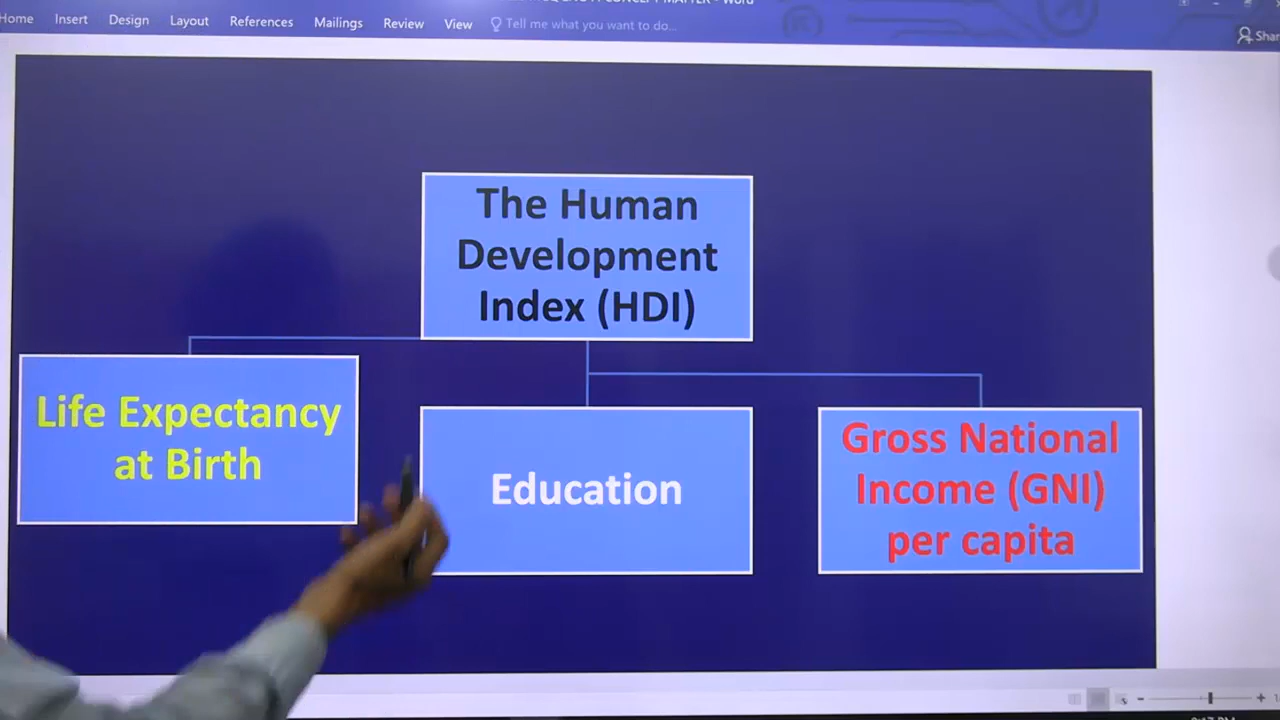 Home Insert Design Layout References Mailings Review View Tell me what you want to do...
The Human
Development
Index (HDI)
Life Expectancy
at Birth
Education
Gross National
Income (GNI)
per capita